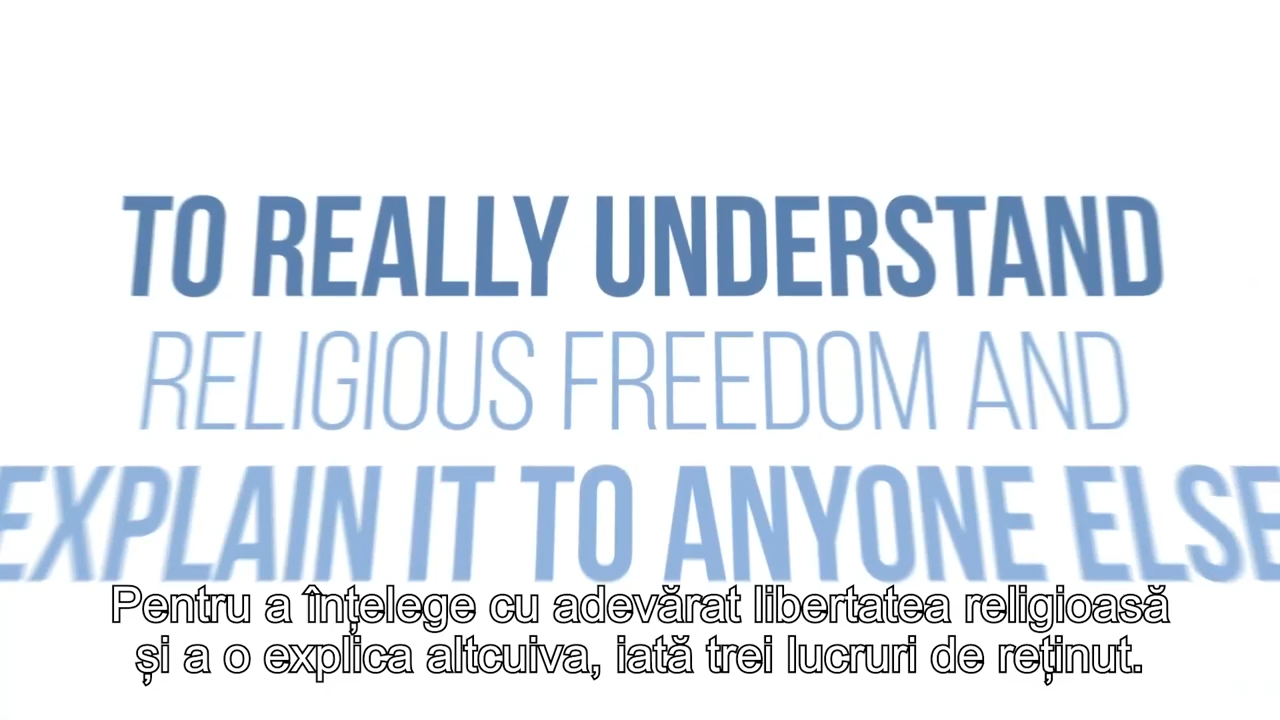 TO REALLY UNDERSTAND
RELIGIOUS FREEDOM AND
EXPLAIN IT TO ANYONE ELSE
Pentru a înțelege cu adevărat libertatea religioasă
și a o explica altcuiva, iată trei lucruri de reținut.